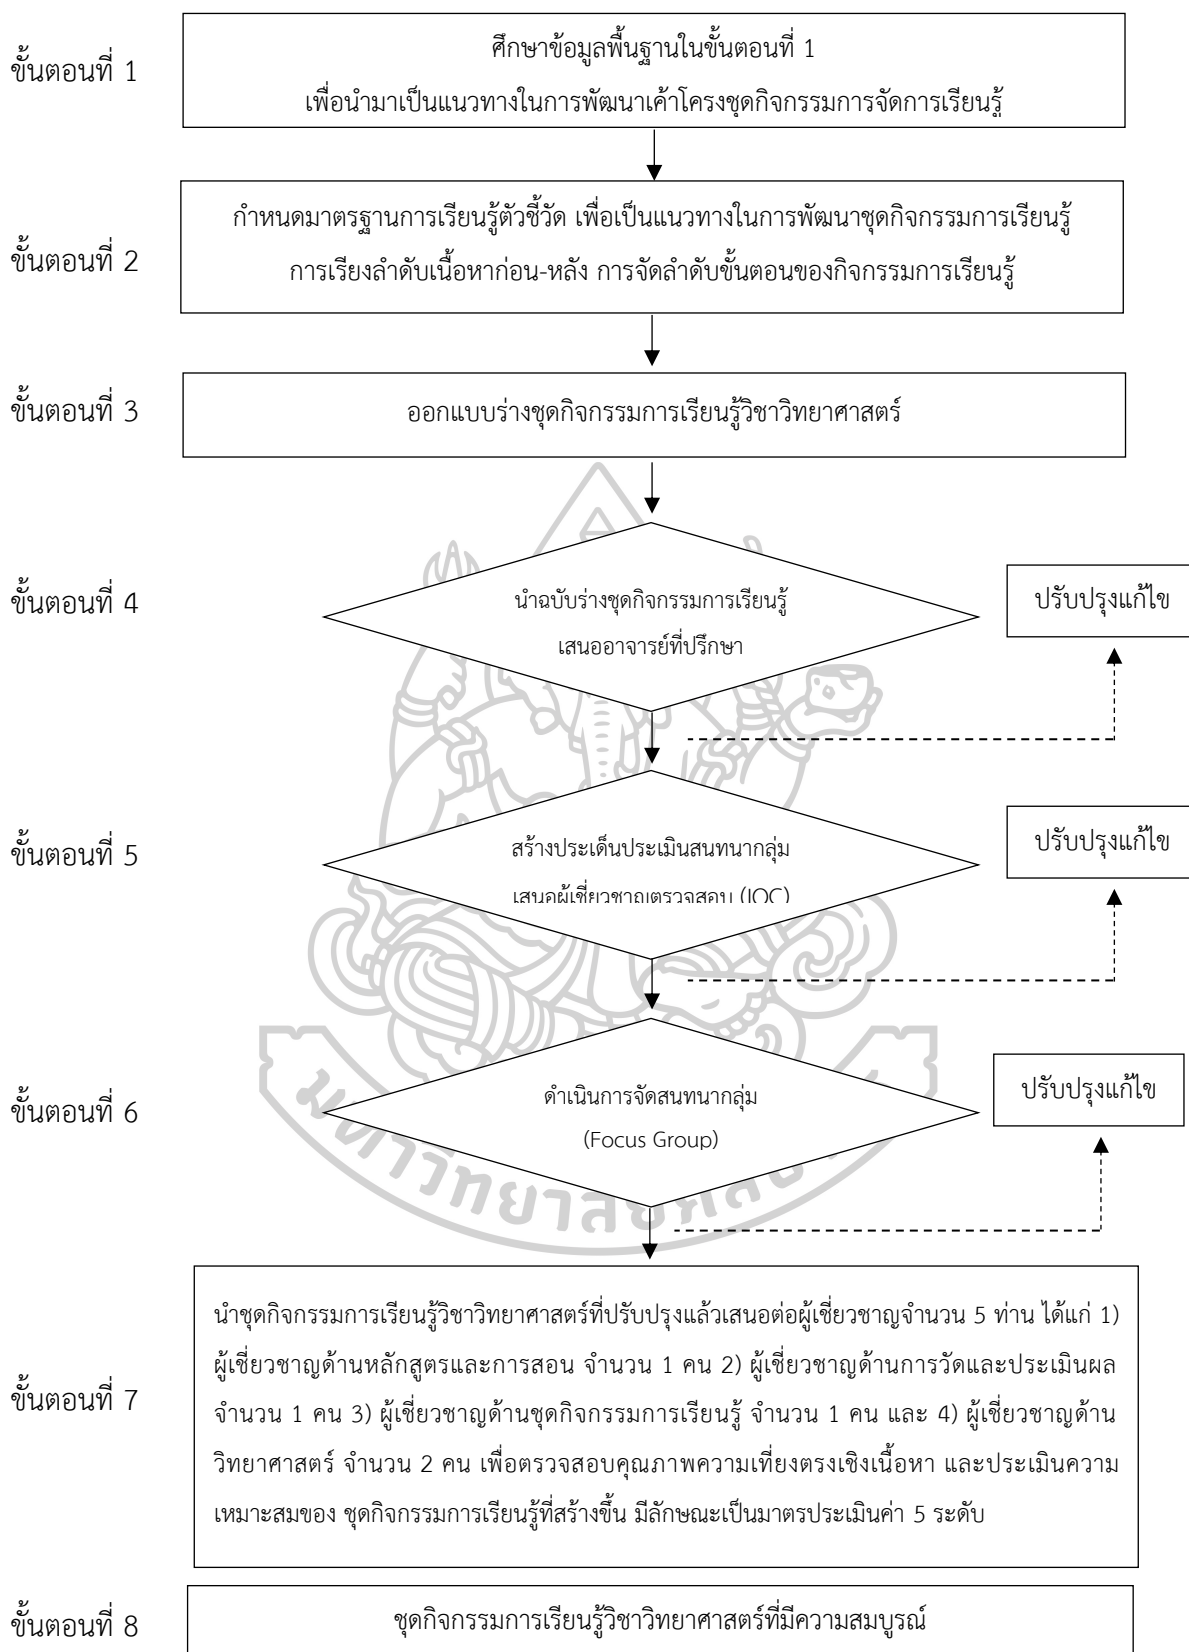 ขั้นตอนที่ 1
ศึกษาข้อมูลพื้นฐานในขั้นตอนที่ 1
เพื่อนำมาเป็นแนวทางในการพัฒนาเค้าโครงชุดกิจกรรมการจัดการเรียนรู้
ขั้นตอนที่ 2
กำหนดมาตรฐานการเรียนรู้ตัวชี้วัด เพื่อเป็นแนวทางในการพัฒนาชุดกิจกรรมการเรียนรู้
การเรียงลำดับเนื้อหาก่อน-หลัง การจัดลำดับขั้นตอนของกิจกรรมการเรียนรู้
ขั้นตอนที่ 3
ออกแบบร่างชุดกิจกรรมการเรียนรู้วิชาวิทยาศาสตร์
ขั้นตอนที่ 4
นำฉบับร่างชุดกิจกรรมการเรียนรู้
เสนออาจารย์ที่ปรึกษา
ปรับปรุงแก้ไข
ขั้นตอนที่ 5
สร้างประเด็นประเมินสนทนากลุ่ม
เสนอผู้เชี่ยวชาญตรวจสอบ (IOC)
ปรับปรุงแก้ไข
ขั้นตอนที่ 6
ดำเนินการจัดสนทนากลุ่ม
(Focus Group)
ปรับปรุงแก้ไข
ขั้นตอนที่ 7
นำชุดกิจกรรมการเรียนรู้วิชาวิทยาศาสตร์ที่ปรับปรุงแล้วเสนอต่อผู้เชี่ยวชาญจำนวน 5 ท่าน ได้แก่ 1)
ผู้เชี่ยวชาญด้านหลักสูตรและการสอน จำนวน 1 คน 2) ผู้เชี่ยวชาญด้านการวัดและประเมินผล
จำนวน 1 คน 3) ผู้เชี่ยวชาญด้านชุดกิจกรรมการเรียนรู้ จำนวน 1 คน และ 4) ผู้เชี่ยวชาญด้าน
วิทยาศาสตร์ จำนวน 2 คน เพื่อตรวจสอบคุณภาพความเที่ยงตรงเชิงเนื้อหา และประเมินความ
เหมาะสมของ ชุดกิจกรรมการเรียนรู้ที่สร้างขึ้น มีลักษณะเป็นมาตรประเมินค่า 5 ระดับ
ขั้นตอนที่ 8
ชุดกิจกรรมการเรียนรู้วิชาวิทยาศาสตร์ที่มีความสมบูรณ์